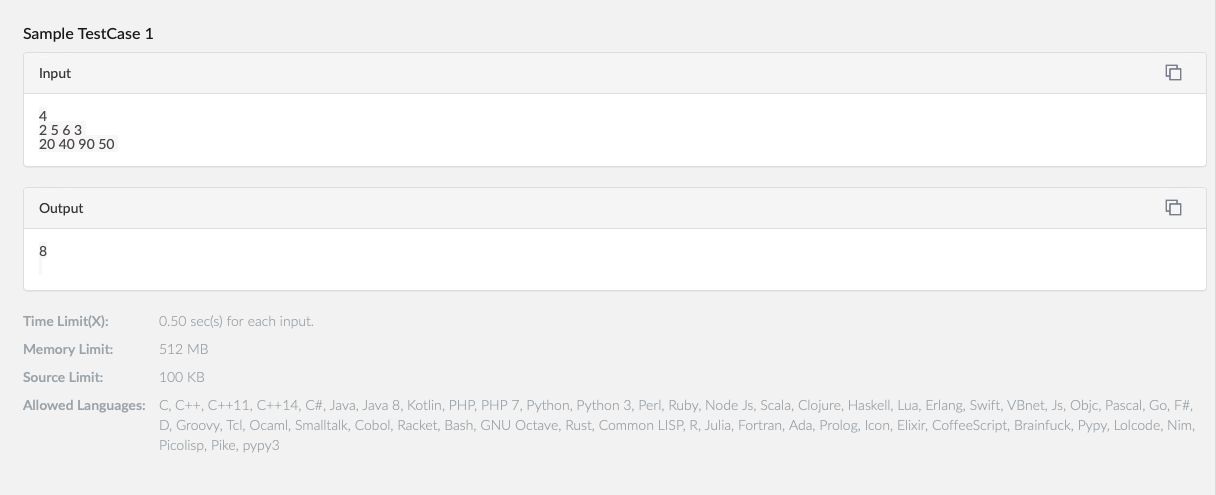 Sample TestCase 1
Input
4
2 5 6 3
20 40 90 50
Output
8
Time Limit(X): 0.50 sec(s) for each input.
Memory Limit: 512 MB
Source Limit: 100 KB
Allowed Languages: C, C++, C++11, C++14, C#, Java, Java 8, Kotlin, PHP, PHP 7, Python, Python 3, Perl, Ruby, Node Js, Scala, Clojure, Haskell, Lua, Erlang, Swift, VBnet, Js, Objc, Pascal, Go, F#,
D, Groovy, Tcl, Ocaml, Smalltalk, Cobol, Racket, Bash, GNU Octave, Rust, Common LISP, R, Julia, Fortran, Ada, Prolog, Icon, Elixir, CoffeeScript, Brainfuck, Pypy, Lolcode, Nim,
Picolisp, Pike, pypy3